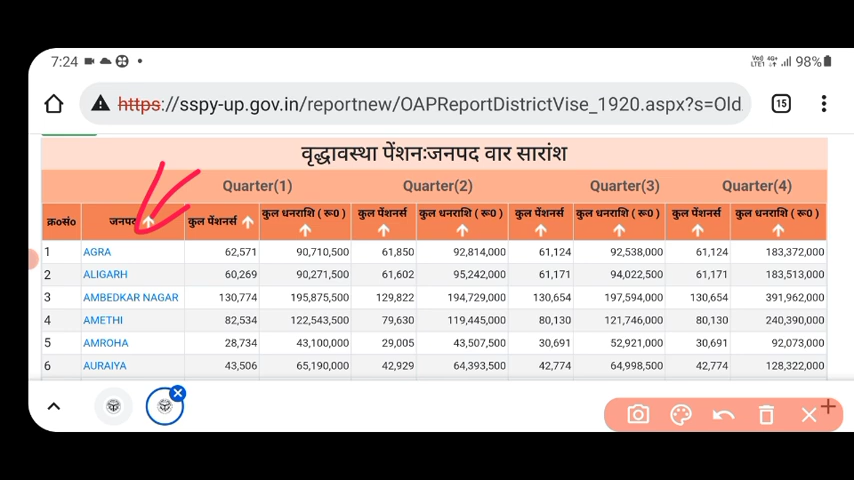 7:24 Vo) 4G+ LTE1 98%
https://sspy-up.gov.in/reportnew/OAPReportDistrictVise_1920.aspx?s=Old 15
वृद्धावस्था पेंशनःजनपद वार सारांश
Quarter(1) Quarter(2) Quarter(3) Quarter(4)
क्र०सं० जनपद कुल पेंशनर्स कुल धनराशि ( रू0 ) कुल पेंशनर्स कुल धनराशि ( रू0 ) कुल पेंशनर्स कुल धनराशि ( रू0 ) कुल पेंशनर्स कुल धनराशि ( रू0 )
1 AGRA 62,571 90,710,500 61,850 92,814,000 61,124 92,538,000 61,124 183,372,000
2 ALIGARH 60,269 90,271,500 61,602 95,242,000 61,171 94,022,500 61,171 183,513,000
3 AMBEDKAR NAGAR 130,774 195,875,500 129,822 194,729,000 130,654 197,594,000 130,654 391,962,000
4 AMETHI 82,534 122,543,500 79,630 119,445,000 80,130 121,746,000 80,130 240,390,000
5 AMROHA 28,734 43,100,000 29,005 43,507,500 30,691 52,921,000 30,691 92,073,000
6 AURAIYA 43,506 65,190,000 42,929 64,393,500 42,774 64,998,500 42,774 128,322,000